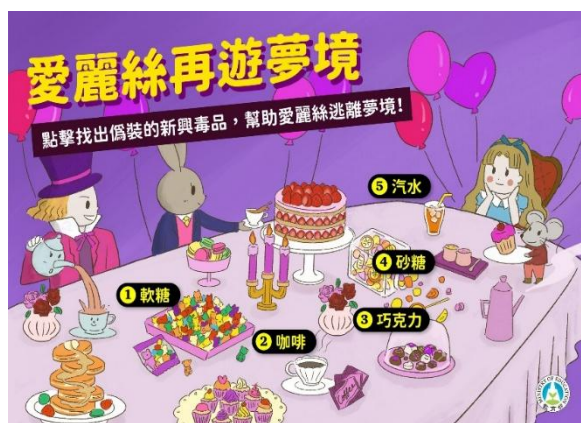 愛麗絲再遊夢境
點擊找出偽裝的新興毒品，幫助愛麗絲逃離夢境！
5 汽水
4 砂糖
1 軟糖
3 巧克力
2 咖啡
Coffee